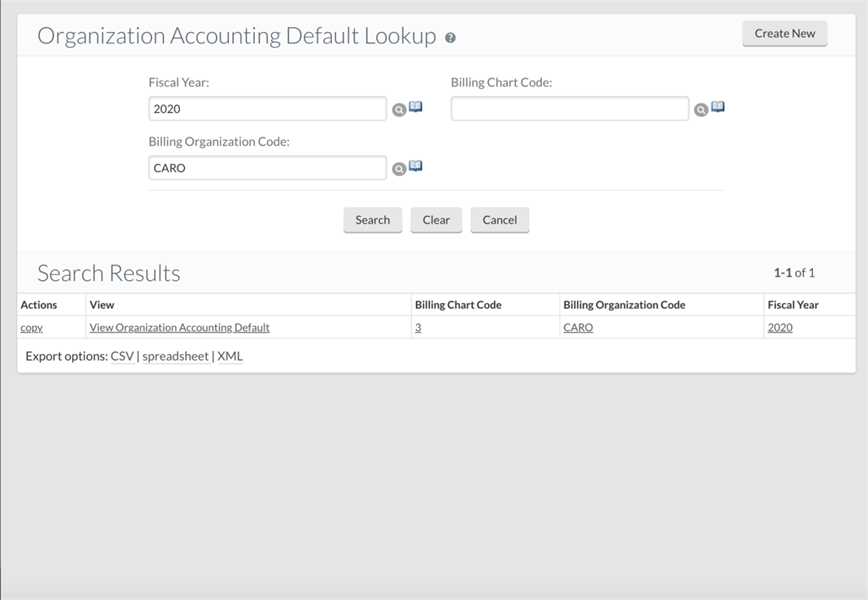 Organization Accounting Default Lookup ?
Create New
Fiscal Year:
Billing Chart Code:
2020
Billing Organization Code:
CARO
Search Clear Cancel
Search Results
1-1 of 1
Actions View Billing Chart Code Billing Organization Code Fiscal Year
copy View Organization Accounting Default 3 CARO 2020
Export options: CSV | spreadsheet | XML